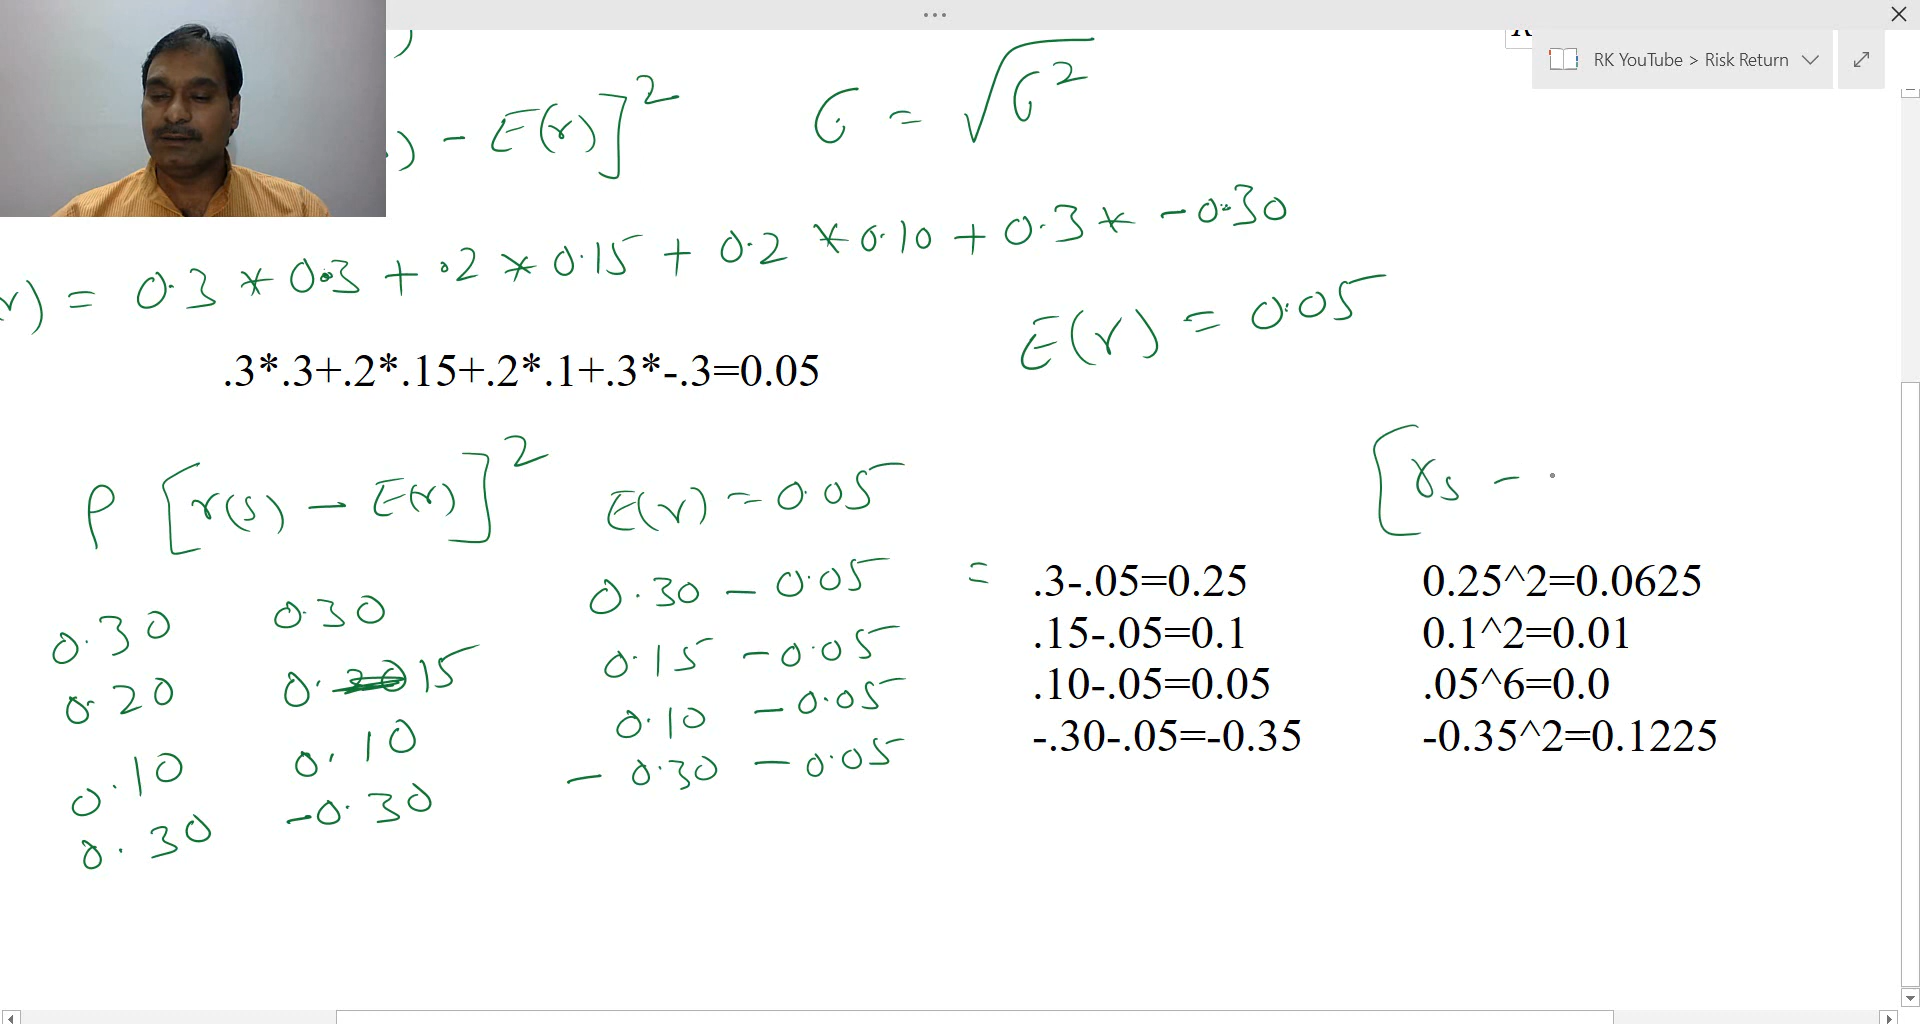 RK YouTube > Risk Return
) - E(r)]²
σ = √σ²
r) = 0.3 * 0.3 + .2 * 0.15 + 0.2 * 0.10 + 0.3 * -0.30
E(r) = 0.05
.3*.3+.2*.15+.2*.1+.3*-.3=0.05
P [r(s) - E(r)]²
E(r) = 0.05
[rs -
0.30 0.30 0.30 - 0.05 = .3-.05=0.25 0.25^2=0.0625
0.20 0.15 0.15 - 0.05 .15-.05=0.1 0.1^2=0.01
0.10 0.10 0.10 - 0.05 .10-.05=0.05 .05^6=0.0
0.30 -0.30 - 0.30 - 0.05 -.30-.05=-0.35 -0.35^2=0.1225